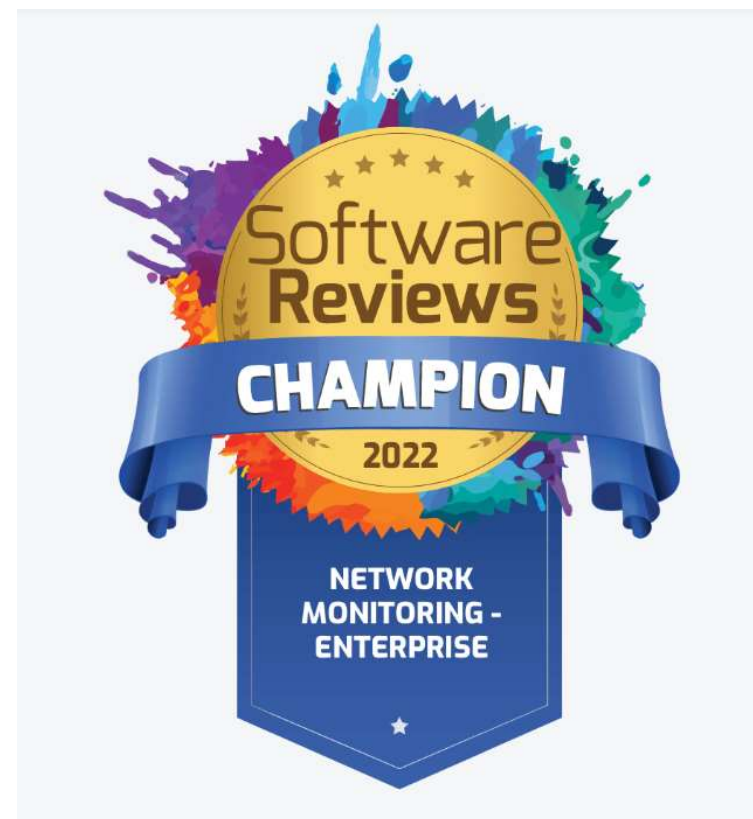 Software
Reviews
CHAMPION
2022
NETWORK
MONITORING -
ENTERPRISE